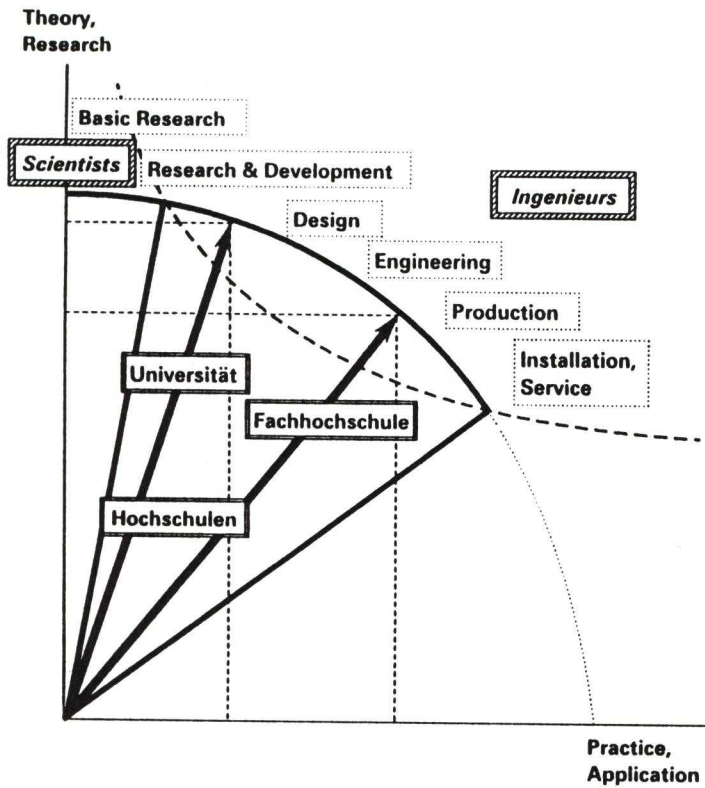 Theory,
Research
Basic Research
Scientists
Research & Development
Ingenieurs
Design
Engineering
Production
Installation,
Service
Universität
Fachhochschule
Hochschulen
Practice,
Application